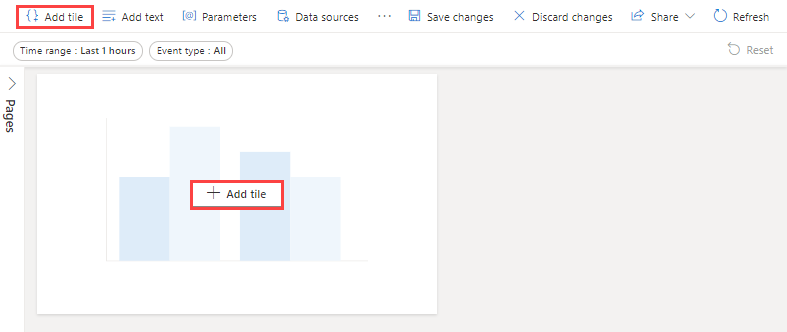 Add tile Add text Parameters Data sources ... Save changes Discard changes Share Refresh
Time range : Last 1 hours Event type : All Reset
Pages
Add tile